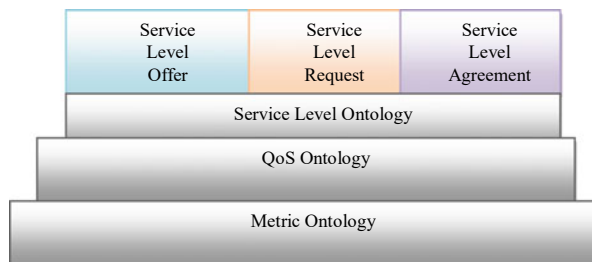 Service
Level
Offer
Service
Level
Request
Service
Level
Agreement
Service Level Ontology
QoS Ontology
Metric Ontology